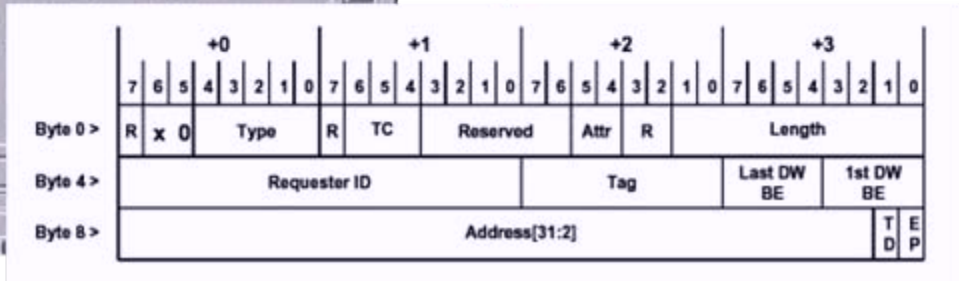 +0 +1 +2 +3
7 6 5 4 3 2 1 0 7 6 5 4 3 2 1 0 7 6 5 4 3 2 1 0 7 6 5 4 3 2 1 0
Byte 0 > R x 0 Type R TC Reserved Attr R Length
Byte 4 > Requester ID Tag Last DW BE 1st DW BE
Byte 8 > Address[31:2] TD EP